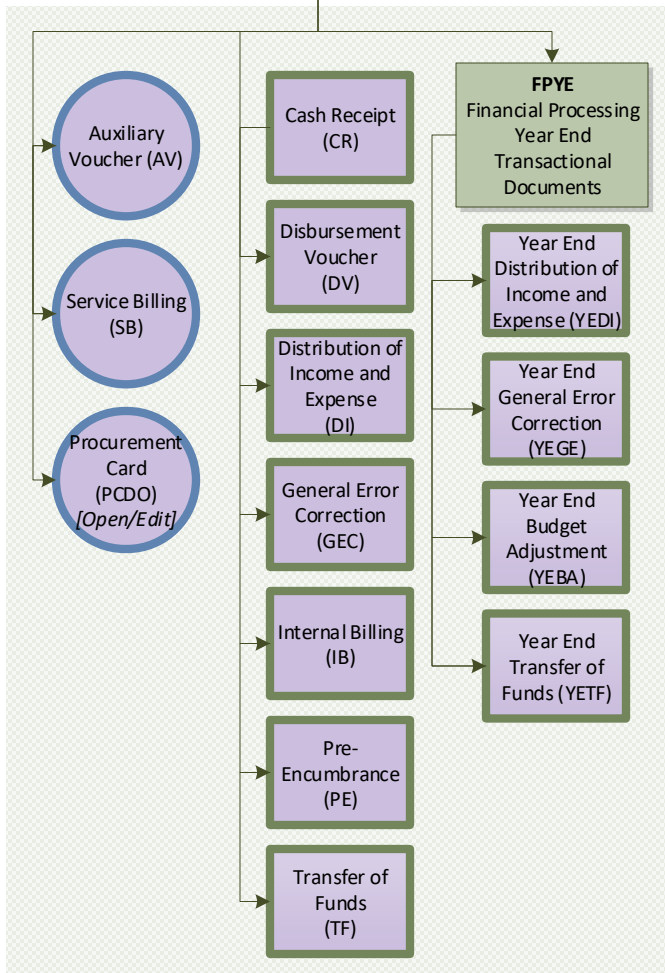 Auxiliary
Voucher (AV)
Service Billing
(SB)
Procurement
Card
(PCDO)
[Open/Edit]
Cash Receipt
(CR)
Disbursement
Voucher
(DV)
Distribution of
Income and
Expense
(DI)
General Error
Correction
(GEC)
Internal Billing
(IB)
Pre-
Encumbrance
(PE)
Transfer of
Funds
(TF)
FPYE
Financial Processing
Year End
Transactional
Documents
Year End
Distribution of
Income and
Expense (YEDI)
Year End
General Error
Correction
(YEGE)
Year End
Budget
Adjustment
(YEBA)
Year End
Transfer of
Funds (YETF)